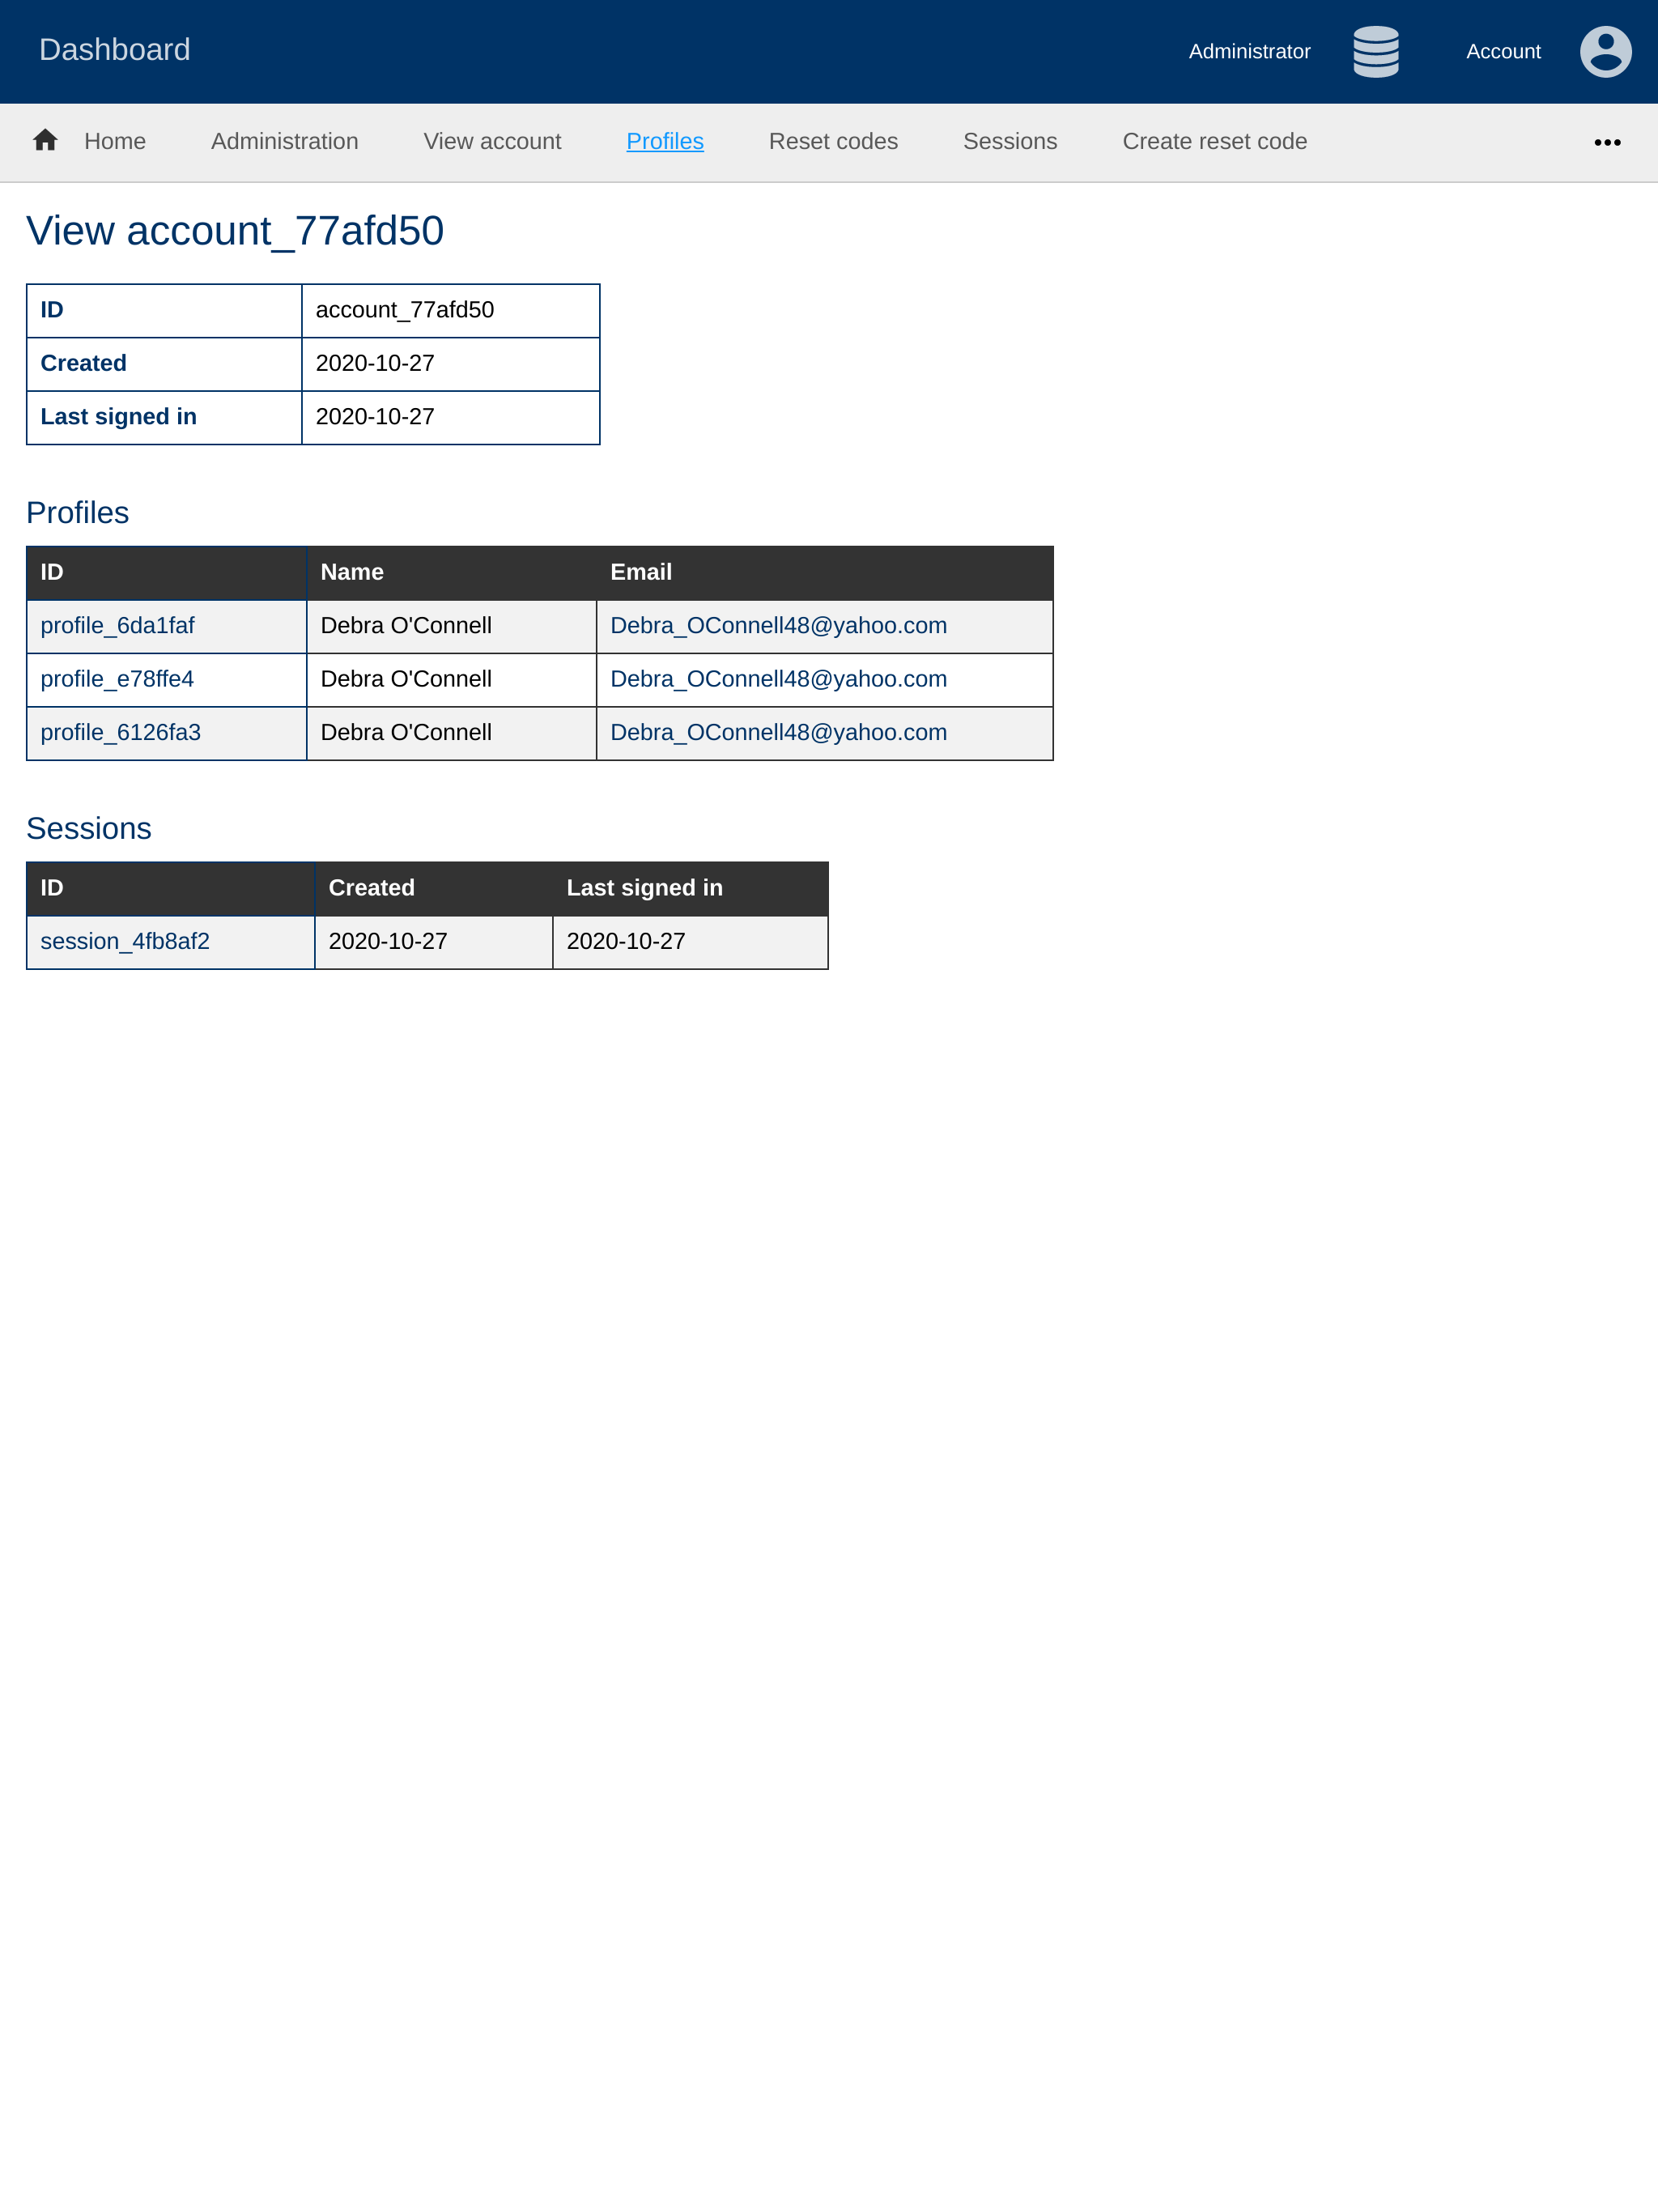 Dashboard Administrator Account
Home Administration View account Profiles Reset codes Sessions Create reset code
View account_77afd50
ID account_77afd50
Created 2020-10-27
Last signed in 2020-10-27
Profiles
ID Name Email
profile_6da1faf Debra O'Connell Debra_OConnell48@yahoo.com
profile_e78ffe4 Debra O'Connell Debra_OConnell48@yahoo.com
profile_6126fa3 Debra O'Connell Debra_OConnell48@yahoo.com
Sessions
ID Created Last signed in
session_4fb8af2 2020-10-27 2020-10-27